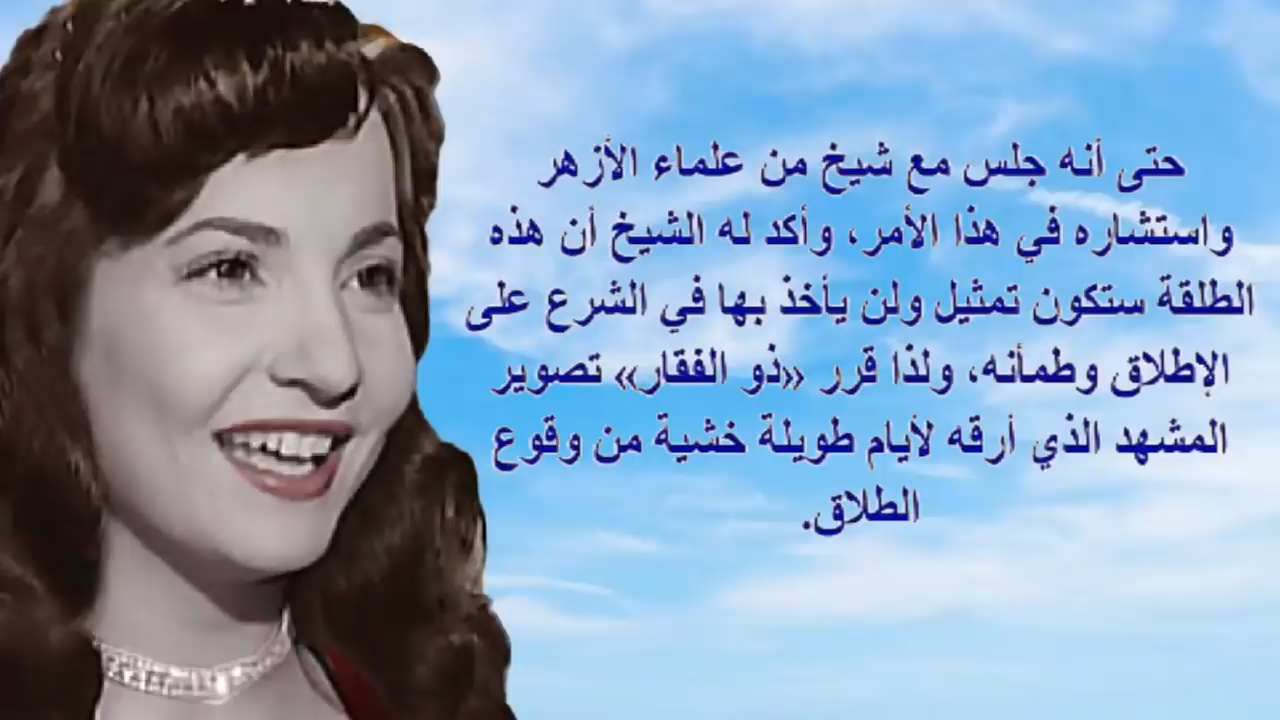 حتى أنه جلس مع شيخ من علماء الأزهر
واستشاره في هذا الأمر، وأكد له الشيخ أن هذه
الطلقة ستكون تمثيل ولن يأخذ بها في الشرع على
الإطلاق وطمأنه، ولذا قرر «ذو الفقار» تصوير
المشهد الذي أرقه لأيام طويلة خشية من وقوع
الطلاق.